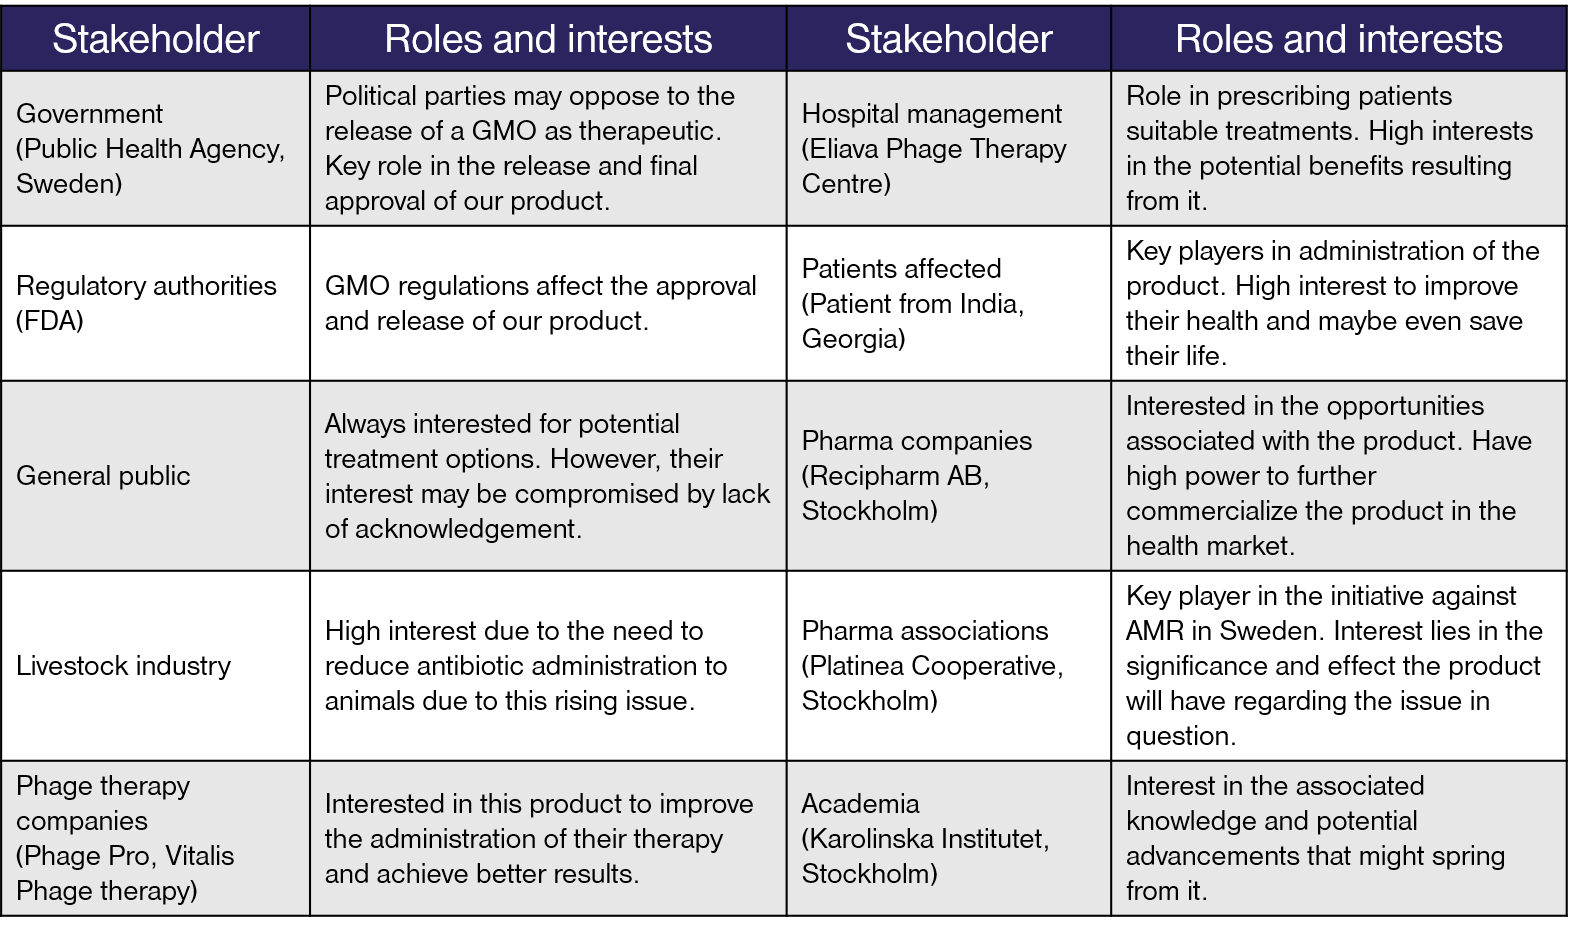 Stakeholder
Roles and interests
Stakeholder
Roles and interests
Government
(Public Health Agency,
Sweden)
Political parties may oppose to the
release of a GMO as therapeutic.
Key role in the release and final
approval of our product.
Hospital management
(Eliava Phage Therapy
Centre)
Role in prescribing patients
suitable treatments. High interests
in the potential benefits resulting
from it.
Regulatory authorities
(FDA)
GMO regulations affect the approval
and release of our product.
Patients affected
(Patient from India,
Georgia)
Key players in administration of the
product. High interest to improve
their health and maybe even save
their life.
General public
Always interested for potential
treatment options. However, their
interest may be compromised by lack
of acknowledgement.
Pharma companies
(Recipharm AB,
Stockholm)
Interested in the opportunities
associated with the product. Have
high power to further
commercialize the product in the
health market.
Livestock industry
High interest due to the need to
reduce antibiotic administration to
animals due to this rising issue.
Pharma associations
(Platinea Cooperative,
Stockholm)
Key player in the initiative against
AMR in Sweden. Interest lies in the
significance and effect the product
will have regarding the issue in
question.
Phage therapy
companies
(Phage Pro, Vitalis
Phage therapy)
Interested in this product to improve
the administration of their therapy
and achieve better results.
Academia
(Karolinska Institutet,
Stockholm)
Interest in the associated
knowledge and potential
advancements that might spring
from it.